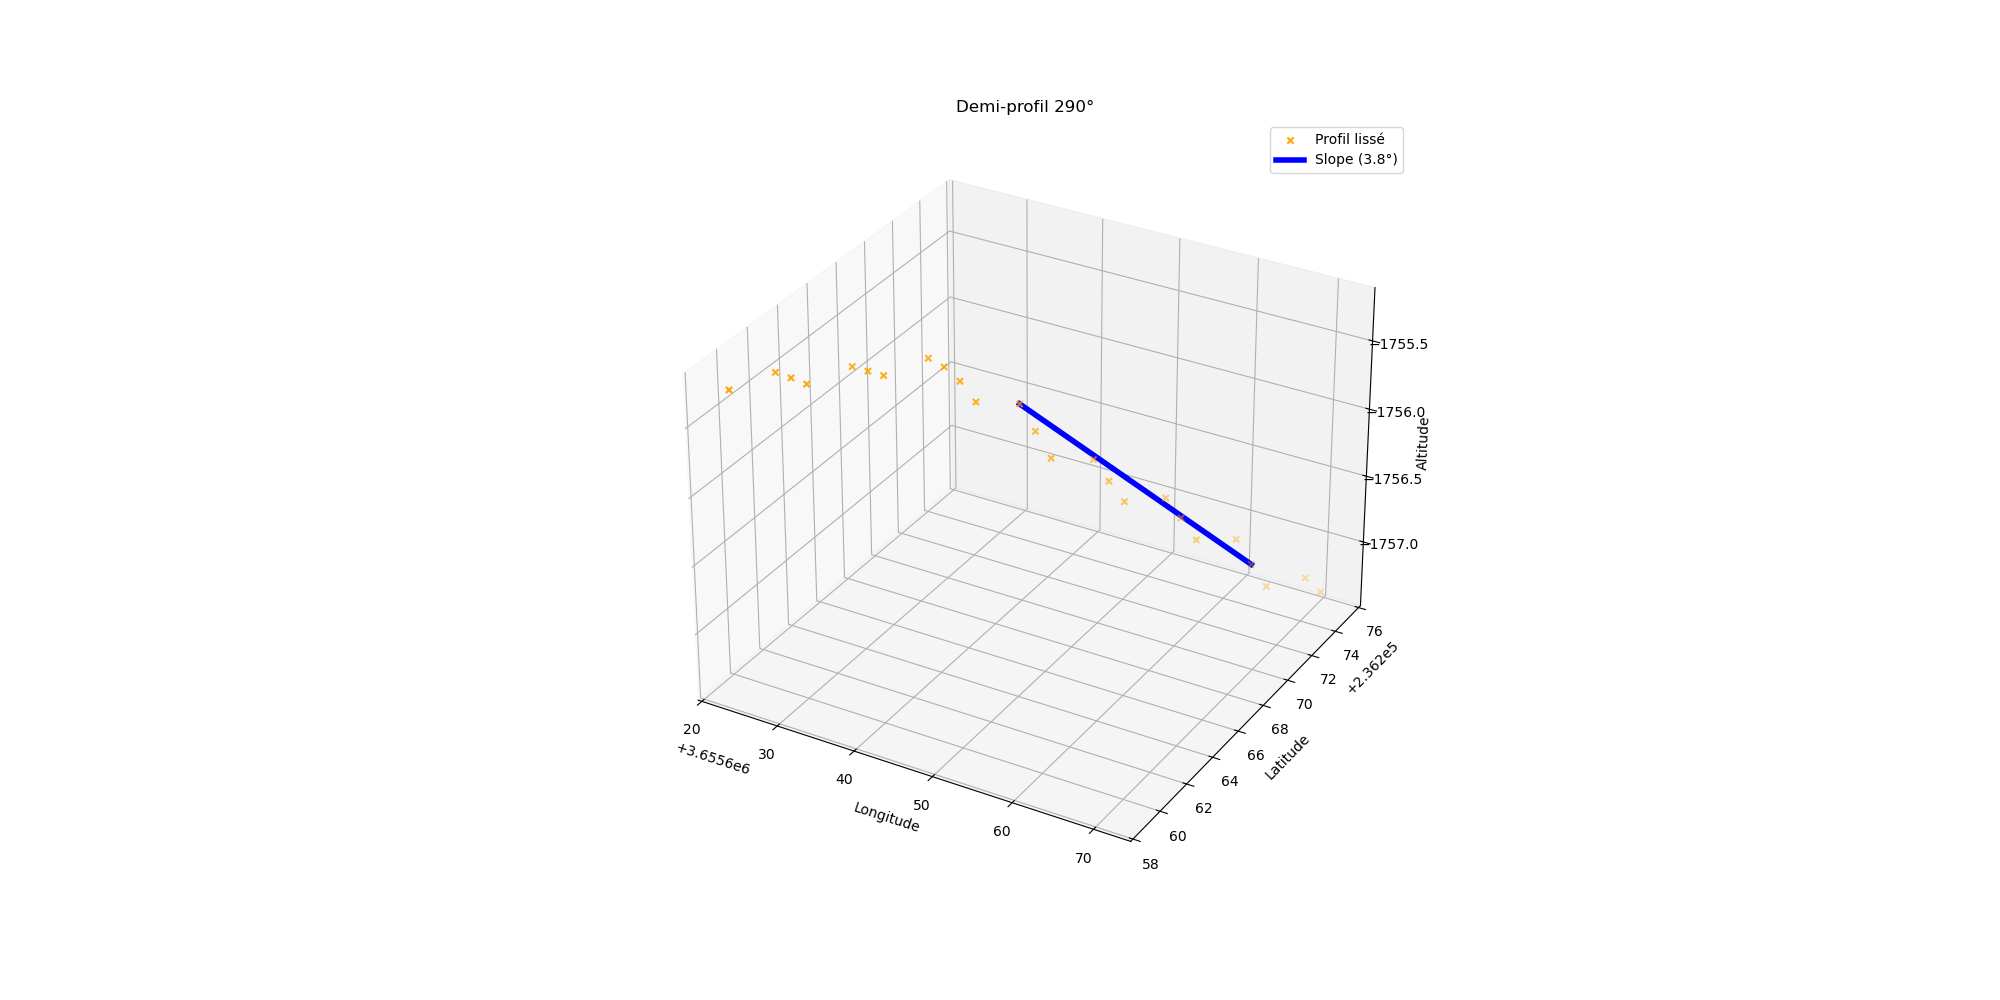 Demi-profil 290°
Profil lissé
Slope (3.8°)
−1755.5
−1756.0
−1756.5
−1757.0
Altitude
76
74
72
70
68
66
64
62
60
58
+2.362e5
Latitude
20
30
40
50
60
70
+3.6556e6
Longitude